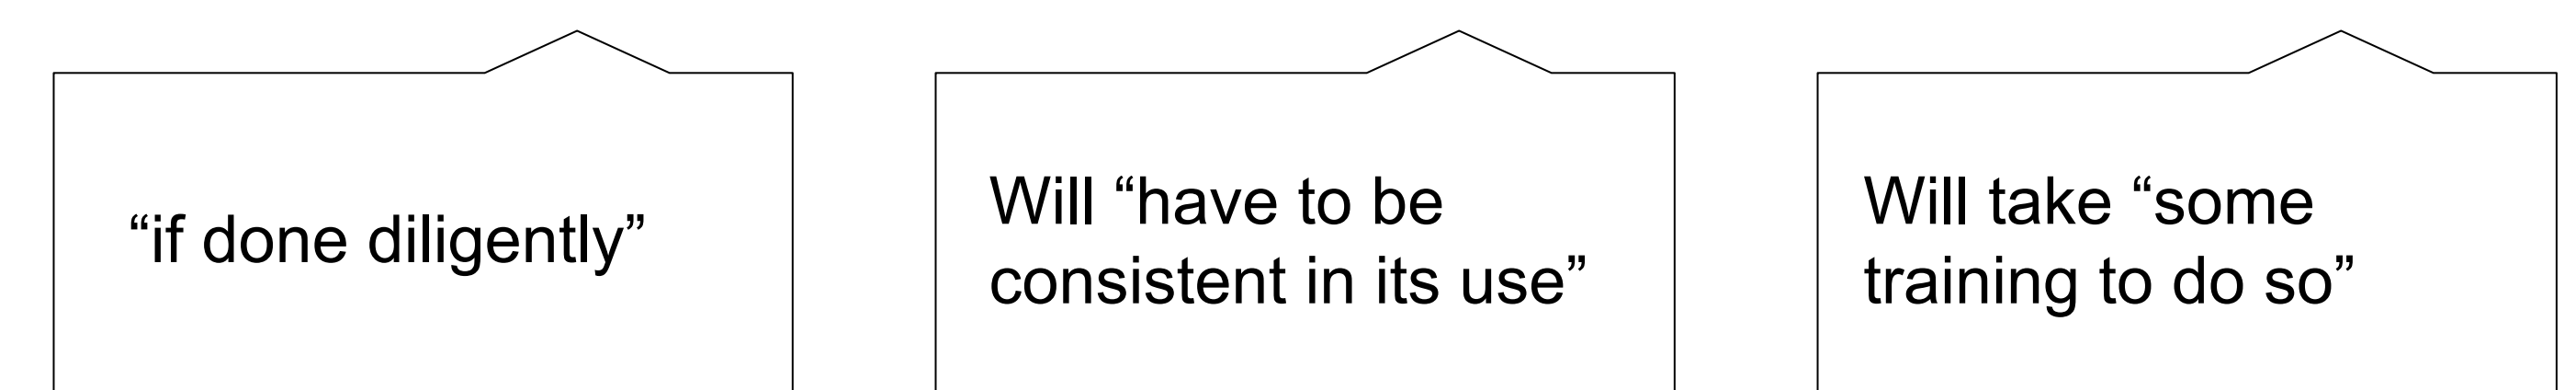 “if done diligently”
Will “have to be
consistent in its use”
Will take “some
training to do so”